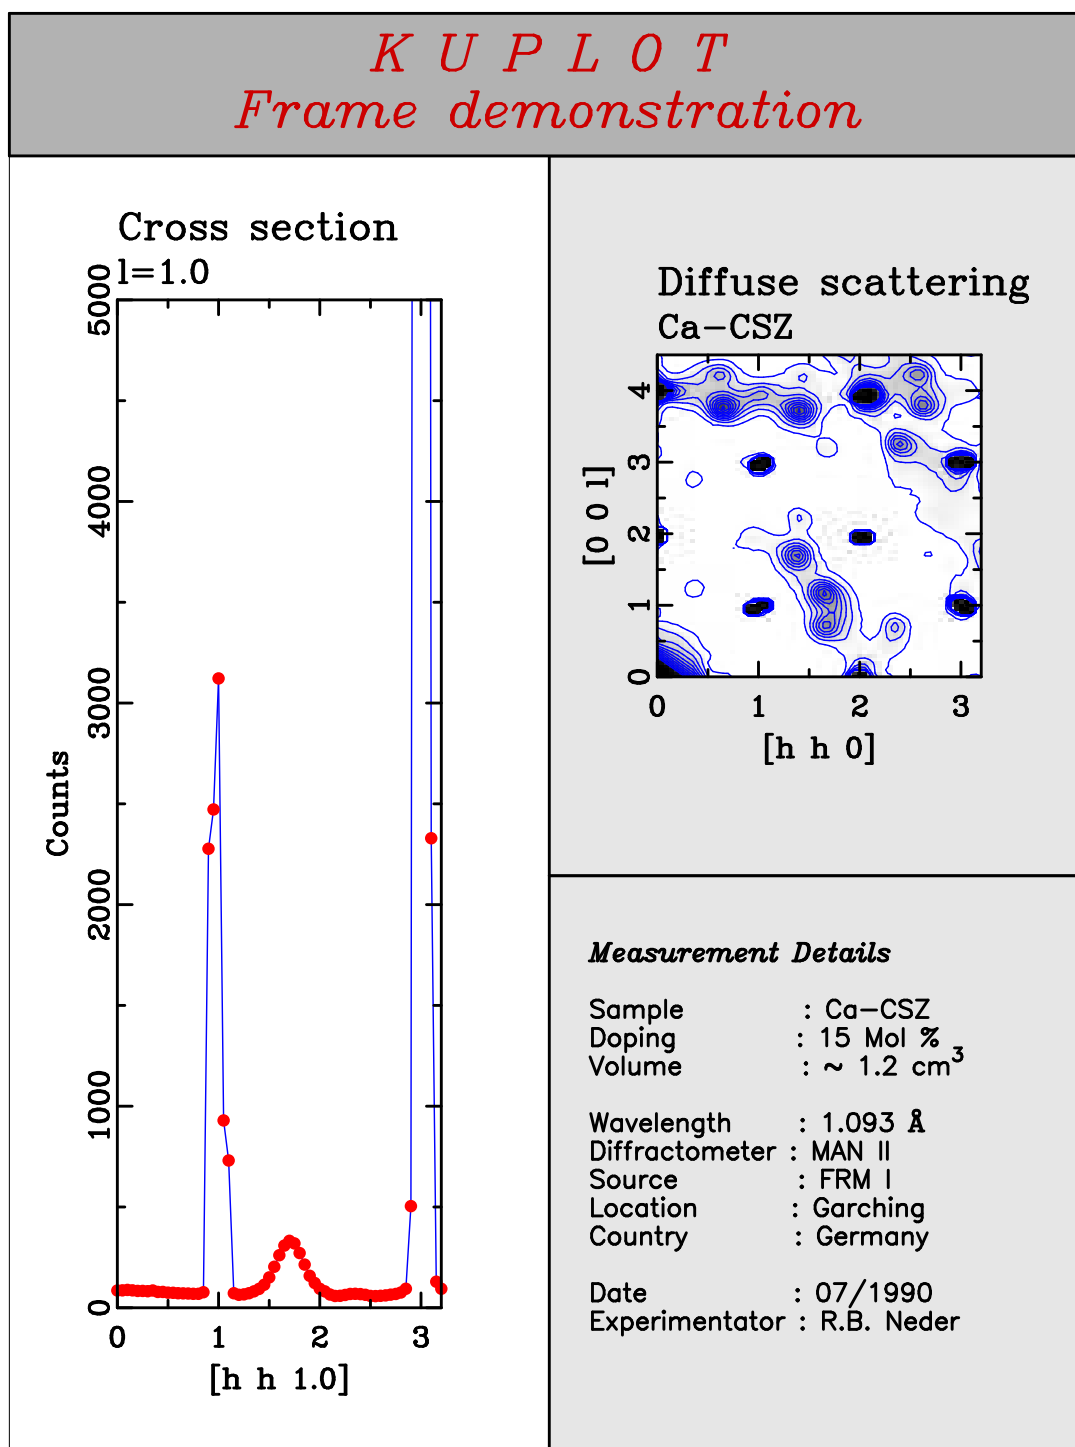 K U P L O T
Frame demonstration
Cross section
l=1.0
5000
4000
3000
2000
1000
0
Counts
0 1 2 3
[h h 1.0]
Diffuse scattering
Ca-CSZ
4
3
2
1
0
[0 0 l]
0 1 2 3
[h h 0]
Measurement Details
Sample : Ca-CSZ
Doping : 15 Mol %
Volume : ~ 1.2 cm³
Wavelength : 1.093 Å
Diffractometer : MAN II
Source : FRM I
Location : Garching
Country : Germany
Date : 07/1990
Experimentator : R.B. Neder